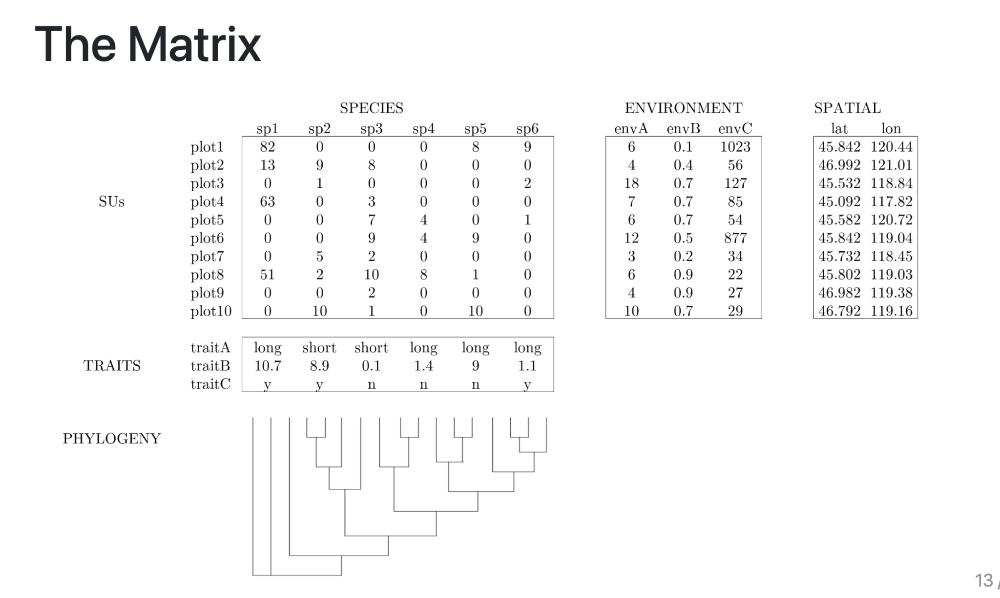 The Matrix
SPECIES ENVIRONMENT SPATIAL
sp1 sp2 sp3 sp4 sp5 sp6 envA envB envC lat lon
plot1 82 0 0 0 8 9 6 0.1 1023 45.842 120.44
plot2 13 9 8 0 0 0 4 0.4 56 46.992 121.01
plot3 0 1 0 0 0 2 18 0.7 127 45.532 118.84
SUs plot4 63 0 3 0 0 0 7 0.7 85 45.092 117.82
plot5 0 0 7 4 0 1 6 0.7 54 45.582 120.72
plot6 0 0 9 4 9 0 12 0.5 877 45.842 119.04
plot7 0 5 2 0 0 0 3 0.2 34 45.732 118.45
plot8 51 2 10 8 1 0 6 0.9 22 45.802 119.03
plot9 0 0 2 0 0 0 4 0.9 27 46.982 119.38
plot10 0 10 1 0 10 0 10 0.7 29 46.792 119.16
traitA long short short long long long
TRAITS traitB 10.7 8.9 0.1 1.4 9 1.1
traitC y y n n n y
PHYLOGENY
13 /